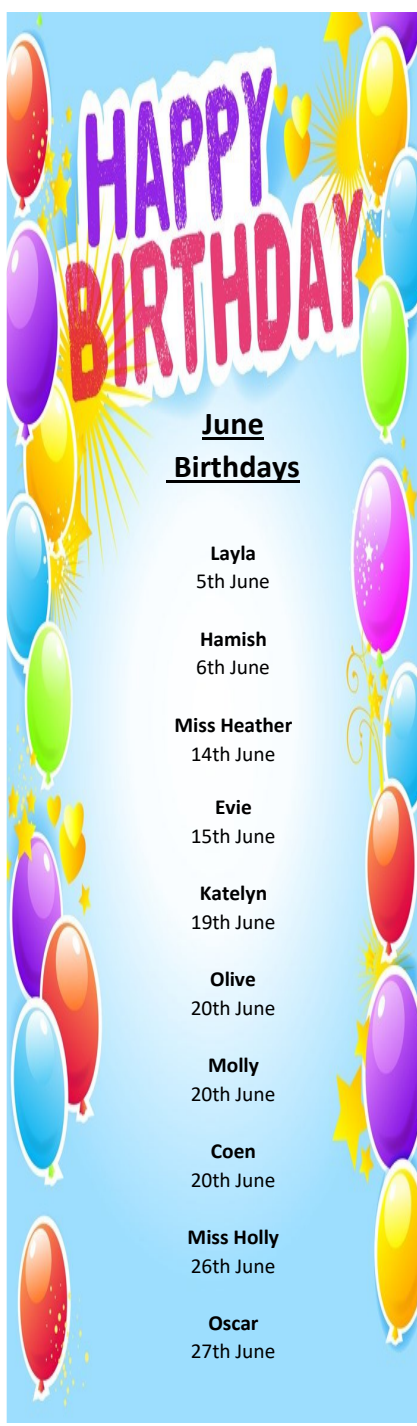 HAPPY
BIRTHDAY
June
Birthdays
Layla
5th June
Hamish
6th June
Miss Heather
14th June
Evie
15th June
Katelyn
19th June
Olive
20th June
Molly
20th June
Coen
20th June
Miss Holly
26th June
Oscar
27th June